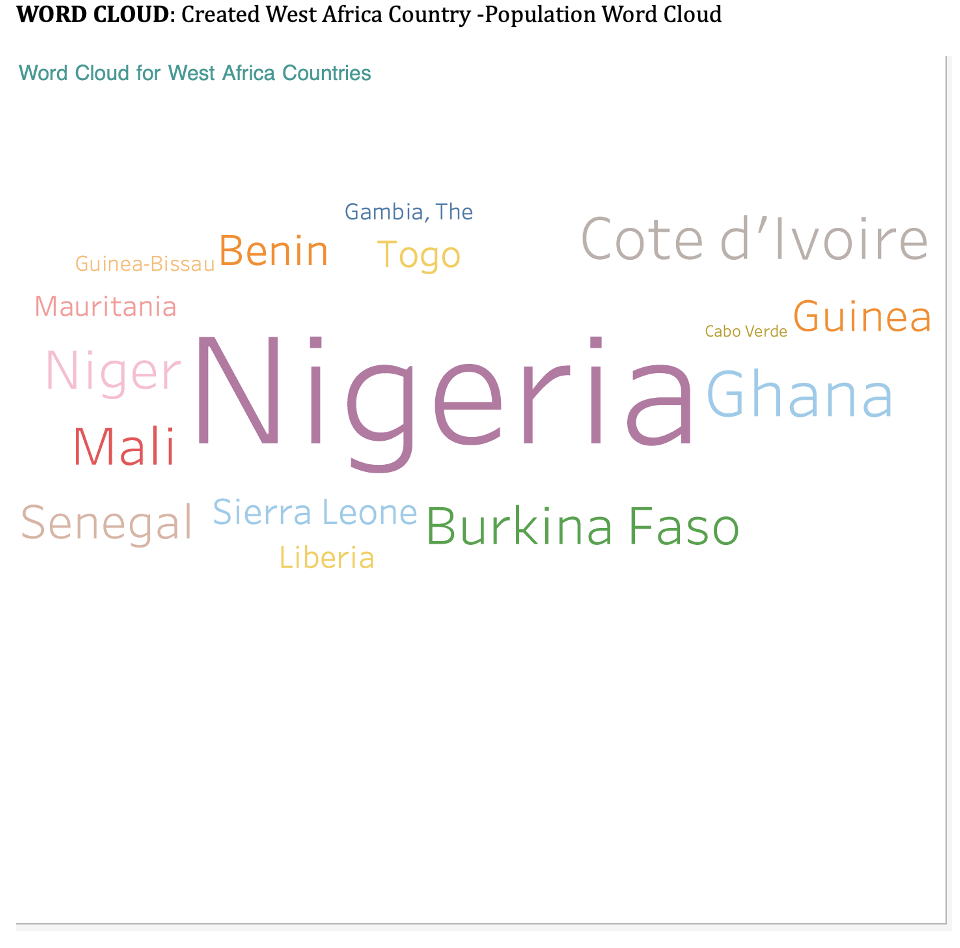 WORD CLOUD: Created West Africa Country -Population Word Cloud
Word Cloud for West Africa Countries
Gambia, The
Cote d'Ivoire
Guinea-Bissau
Benin
Togo
Mauritania
Cabo Verde
Guinea
Niger
Nigeria
Ghana
Mali
Senegal
Sierra Leone
Burkina Faso
Liberia